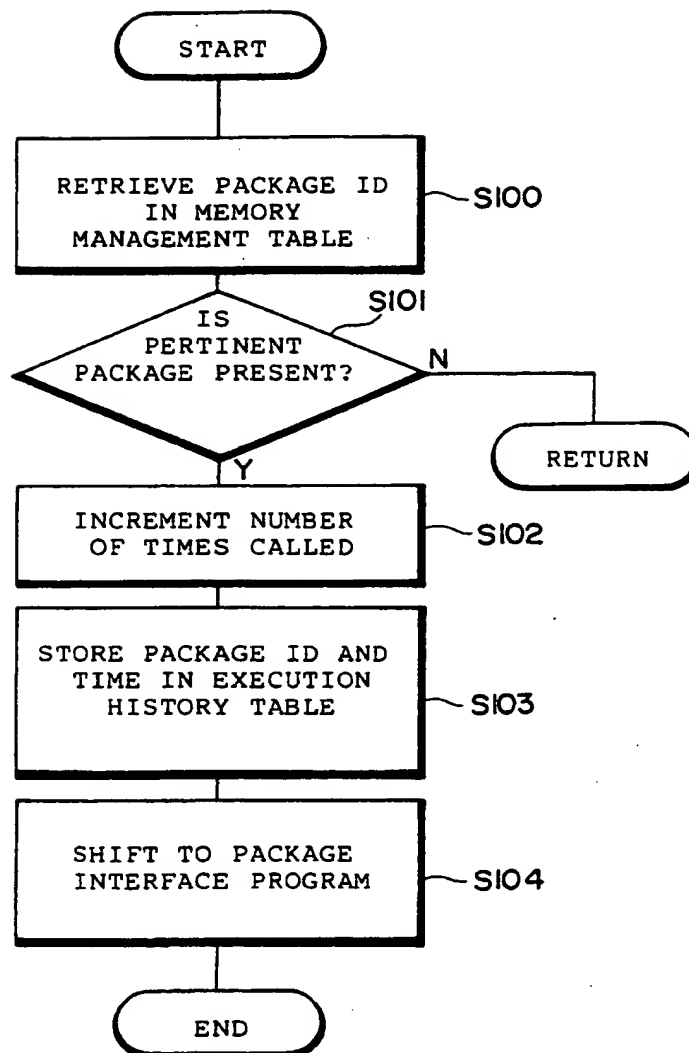 START
RETRIEVE PACKAGE ID
IN MEMORY
MANAGEMENT TABLE
S100
S101
IS
PERTINENT
PACKAGE PRESENT?
N
RETURN
Y
INCREMENT NUMBER
OF TIMES CALLED
S102
STORE PACKAGE ID AND
TIME IN EXECUTION
HISTORY TABLE
S103
SHIFT TO PACKAGE
INTERFACE PROGRAM
S104
END